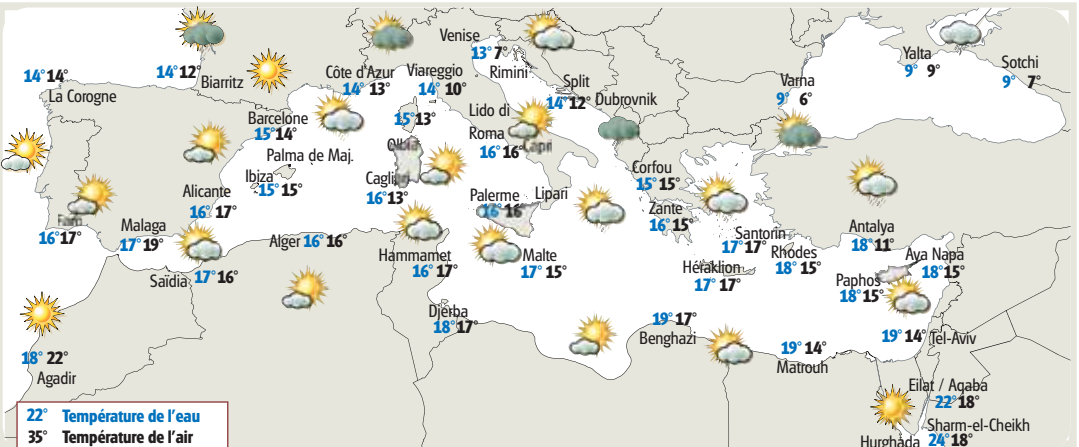 Venise
13° 7°
Rimini
Yalta
9° 9°
Sotchi
9° 7°
14° 14°
La Corogne
14° 12°
Biarritz
Côte d'Azur
14° 13°
Viareggio
14° 10°
Split
14° 12°
Dubrovnik
Varna
9° 6°
Barcelone
15° 14°
15° 13°
Olbia
Lido di
Roma
16° 16°
Capri
Palma de Maj.
Ibiza
15° 15°
Cagliari
16° 13°
Corfou
15° 15°
Alicante
16° 17°
Palerme
16° 16°
Lipari
Zante
16° 15°
Faro
16° 17°
Malaga
17° 19°
Alger 16° 16°
Santorin
17° 17°
Antalya
18° 11°
Saïdia 17° 16°
Hammamet
16° 17°
Malte
17° 15°
Héraklion
17° 17°
Rhodes
18° 15°
Aya Napa
18° 15°
Paphos
18° 15°
Djerba
18° 17°
19° 17°
Benghazi
19° 14°
Matrouh
19° 14° Tel-Aviv
18° 22°
Agadir
Eilat / Aqaba
22° 18°
Sharm-el-Cheikh
24° 18°
Hurghada
22° Température de l'eau
35° Température de l'air